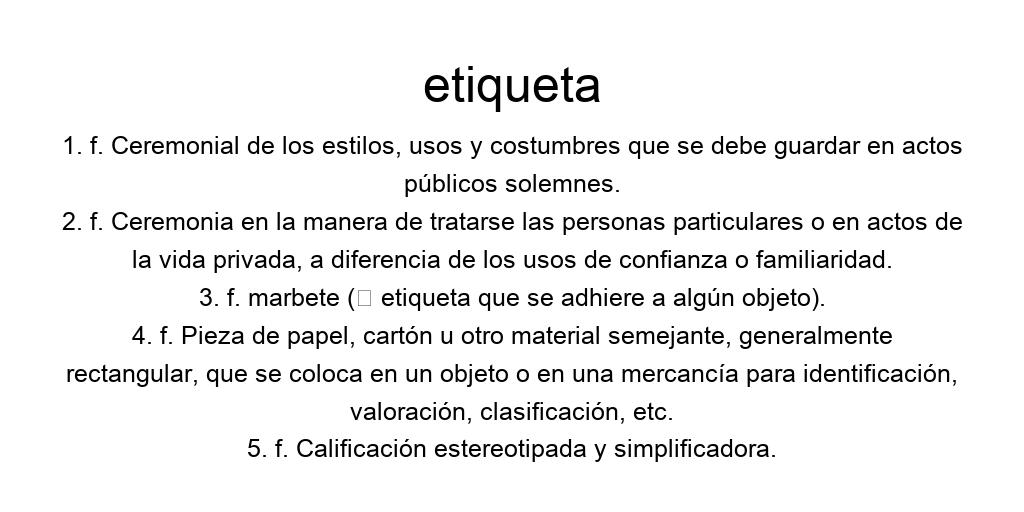 etiqueta
1. f. Ceremonial de los estilos, usos y costumbres que se debe guardar en actos
públicos solemnes.
2. f. Ceremonia en la manera de tratarse las personas particulares o en actos de
la vida privada, a diferencia de los usos de confianza o familiaridad.
3. f. marbete (□ etiqueta que se adhiere a algún objeto).
4. f. Pieza de papel, cartón u otro material semejante, generalmente
rectangular, que se coloca en un objeto o en una mercancía para identificación,
valoración, clasificación, etc.
5. f. Calificación estereotipada y simplificadora.